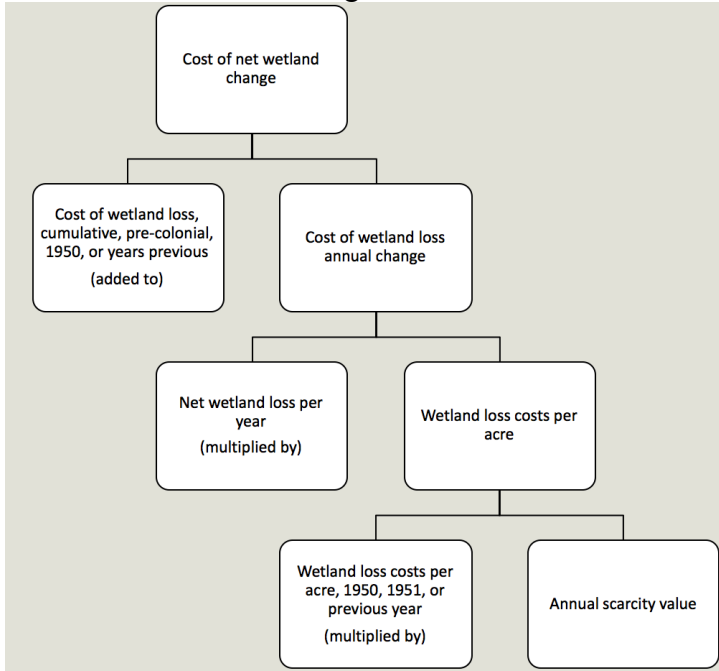 Cost of net wetland
change
Cost of wetland loss,
cumulative, pre-colonial,
1950, or years previous
(added to)
Cost of wetland loss
annual change
Net wetland loss per
year
(multiplied by)
Wetland loss costs per
acre
Wetland loss costs per
acre, 1950, 1951, or
previous year
(multiplied by)
Annual scarcity value